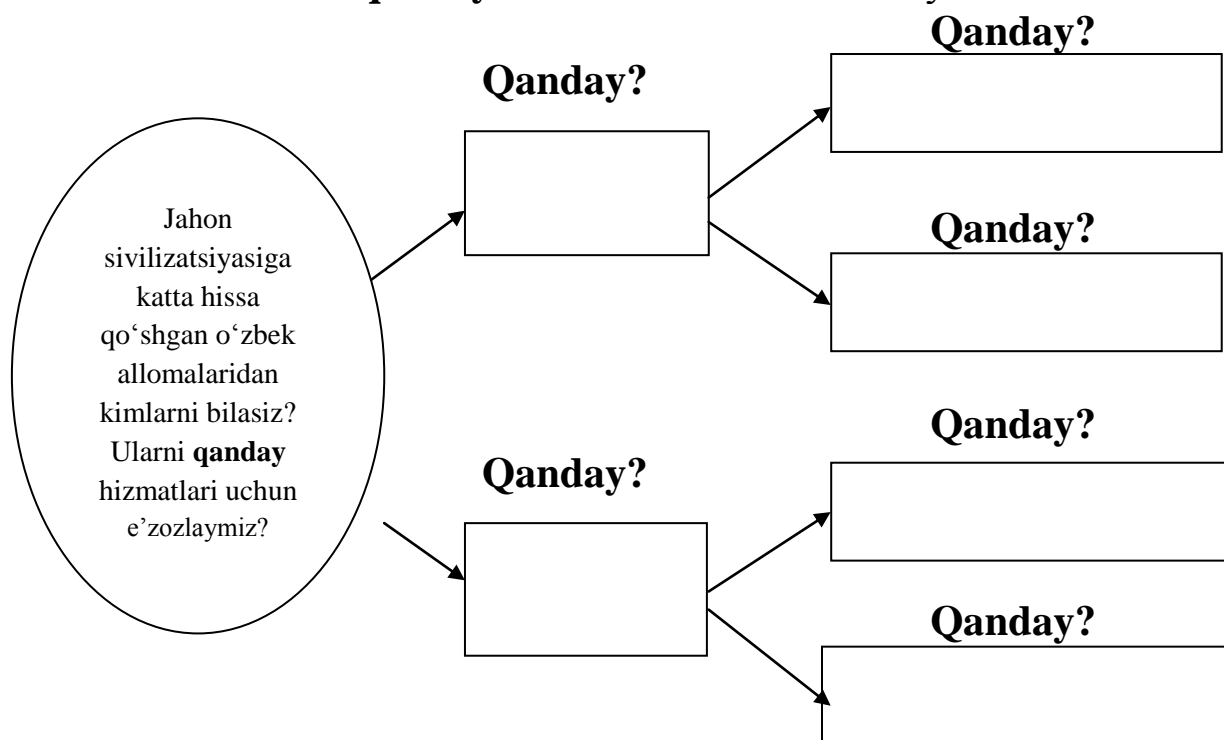 Qanday?
Qanday?
Jahon
sivilizatsiyasiga
katta hissa
qo‘shgan o‘zbek
allomalaridan
kimlarni bilasiz?
Ularni qanday
hizmatlari uchun
e’zozlaymiz?
Qanday?
Qanday?
Qanday?
Qanday?